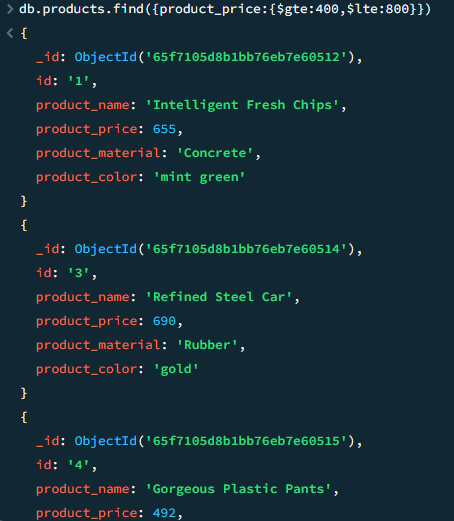 > db.products.find({product_price:{$gte:400,$lte:800}})
< {
_id: ObjectId('65f7105d8b1bb76eb7e60512'),
id: '1',
product_name: 'Intelligent Fresh Chips',
product_price: 655,
product_material: 'Concrete',
product_color: 'mint green'
}
{
_id: ObjectId('65f7105d8b1bb76eb7e60514'),
id: '3',
product_name: 'Refined Steel Car',
product_price: 690,
product_material: 'Rubber',
product_color: 'gold'
}
{
_id: ObjectId('65f7105d8b1bb76eb7e60515'),
id: '4',
product_name: 'Gorgeous Plastic Pants',
product_price: 492,